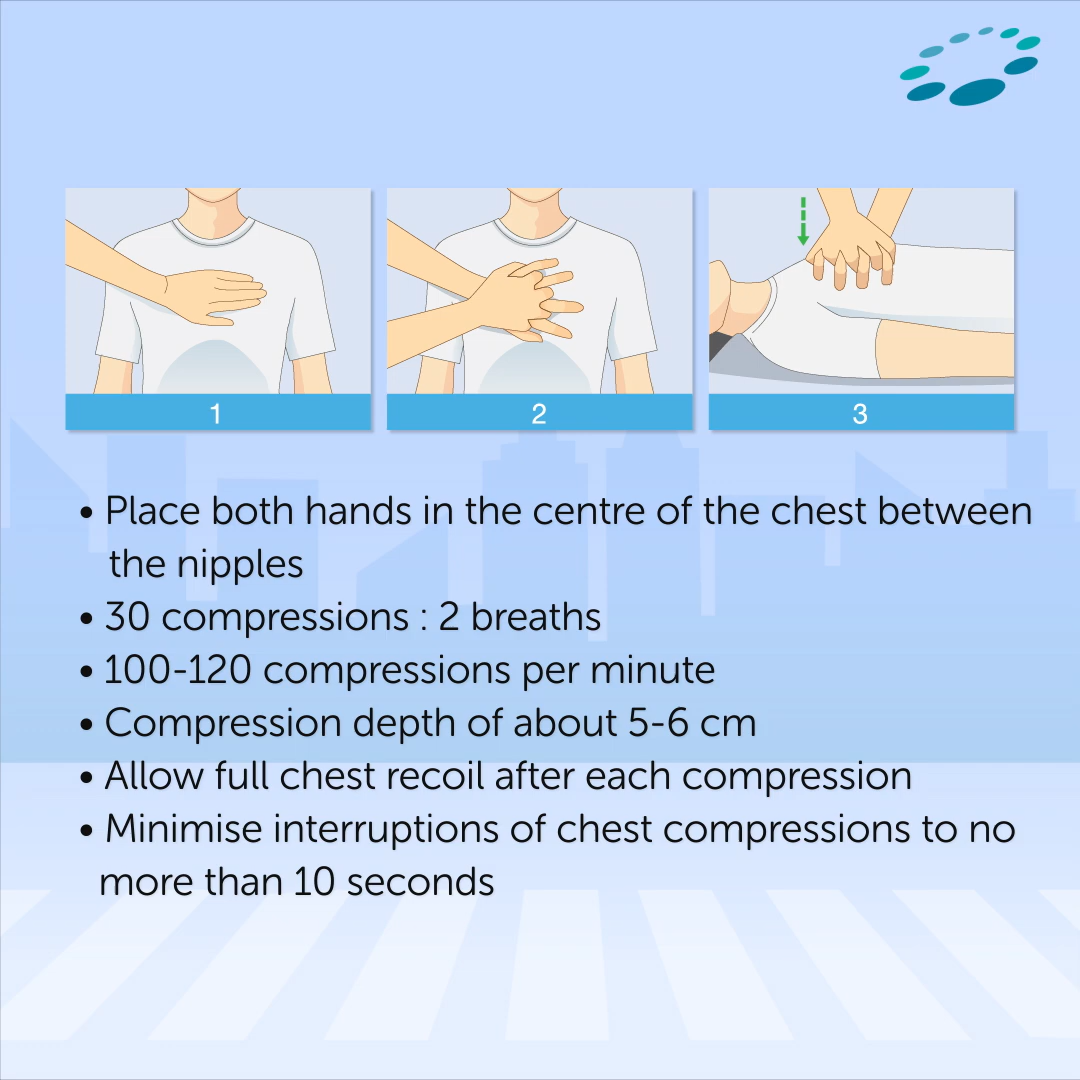 1
2
3
• Place both hands in the centre of the chest between
the nipples
• 30 compressions : 2 breaths
• 100-120 compressions per minute
• Compression depth of about 5-6 cm
• Allow full chest recoil after each compression
• Minimise interruptions of chest compressions to no
more than 10 seconds